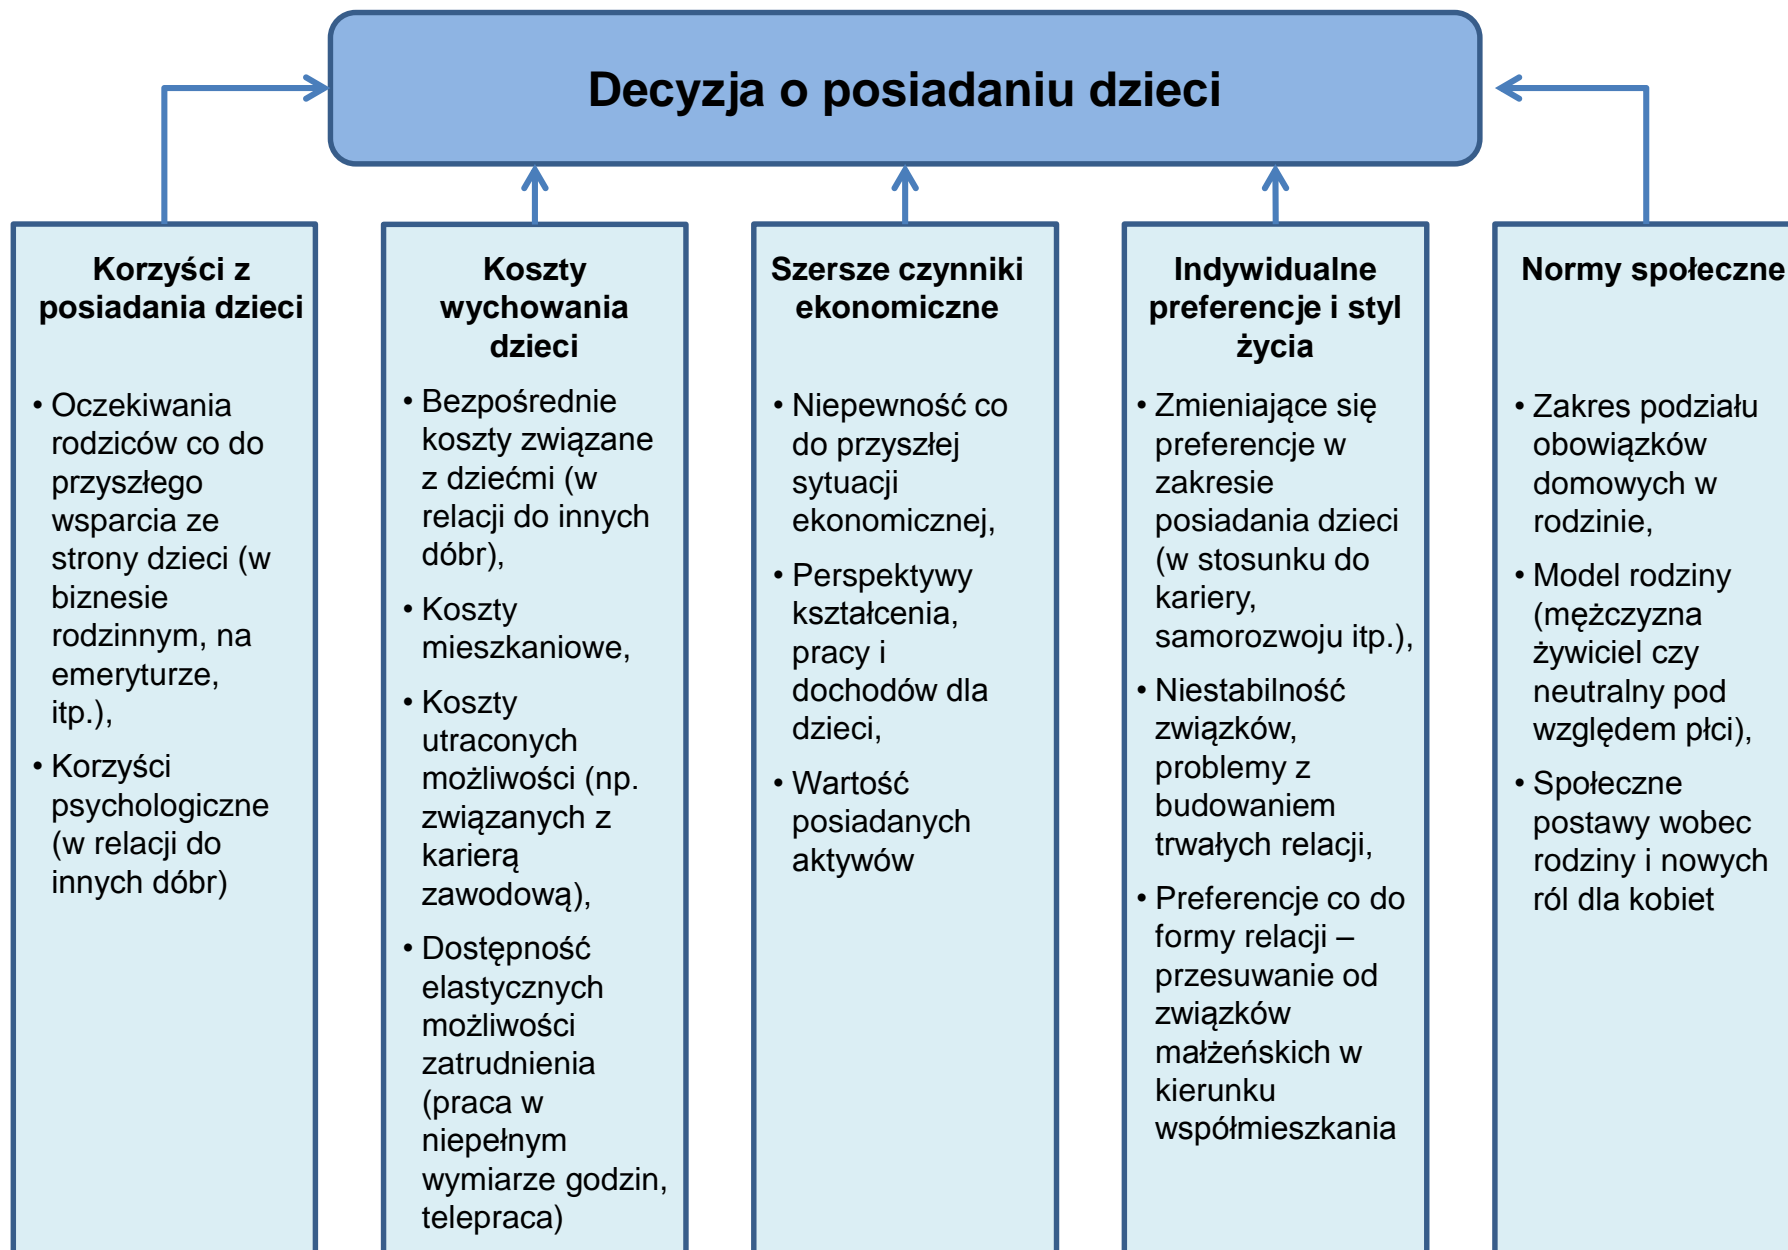 Decyzja o posiadaniu dzieci
Korzyści z
posiadania dzieci
• Oczekiwania
rodziców co do
przyszłego
wsparcia ze
strony dzieci (w
biznesie
rodzinnym, na
emeryturze,
itp.),
• Korzyści
psychologiczne
(w relacji do
innych dóbr)
Koszty
wychowania
dzieci
• Bezpośrednie
koszty związane
z dziećmi (w
relacji do innych
dóbr),
• Koszty
mieszkaniowe,
• Koszty
utraconych
możliwości (np.
związanych z
karierą
zawodową),
• Dostępność
elastycznych
możliwości
zatrudnienia
(praca w
niepełnym
wymiarze godzin,
telepraca)
Szersze czynniki
ekonomiczne
• Niepewność co
do przyszłej
sytuacji
ekonomicznej,
• Perspektywy
kształcenia,
pracy i
dochodów dla
dzieci,
• Wartość
posiadanych
aktywów
Indywidualne
preferencje i styl
życia
• Zmieniające się
preferencje w
zakresie
posiadania dzieci
(w stosunku do
kariery,
samorozwoju itp.),
• Niestabilność
związków,
problemy z
budowaniem
trwałych relacji,
• Preferencje co do
formy relacji –
przesuwanie od
związków
małżeńskich w
kierunku
współmieszkania
Normy społeczne
• Zakres podziału
obowiązków
domowych w
rodzinie,
• Model rodziny
(mężczyzna
żywiciel czy
neutralny pod
względem płci),
• Społeczne
postawy wobec
rodziny i nowych
ról dla kobiet